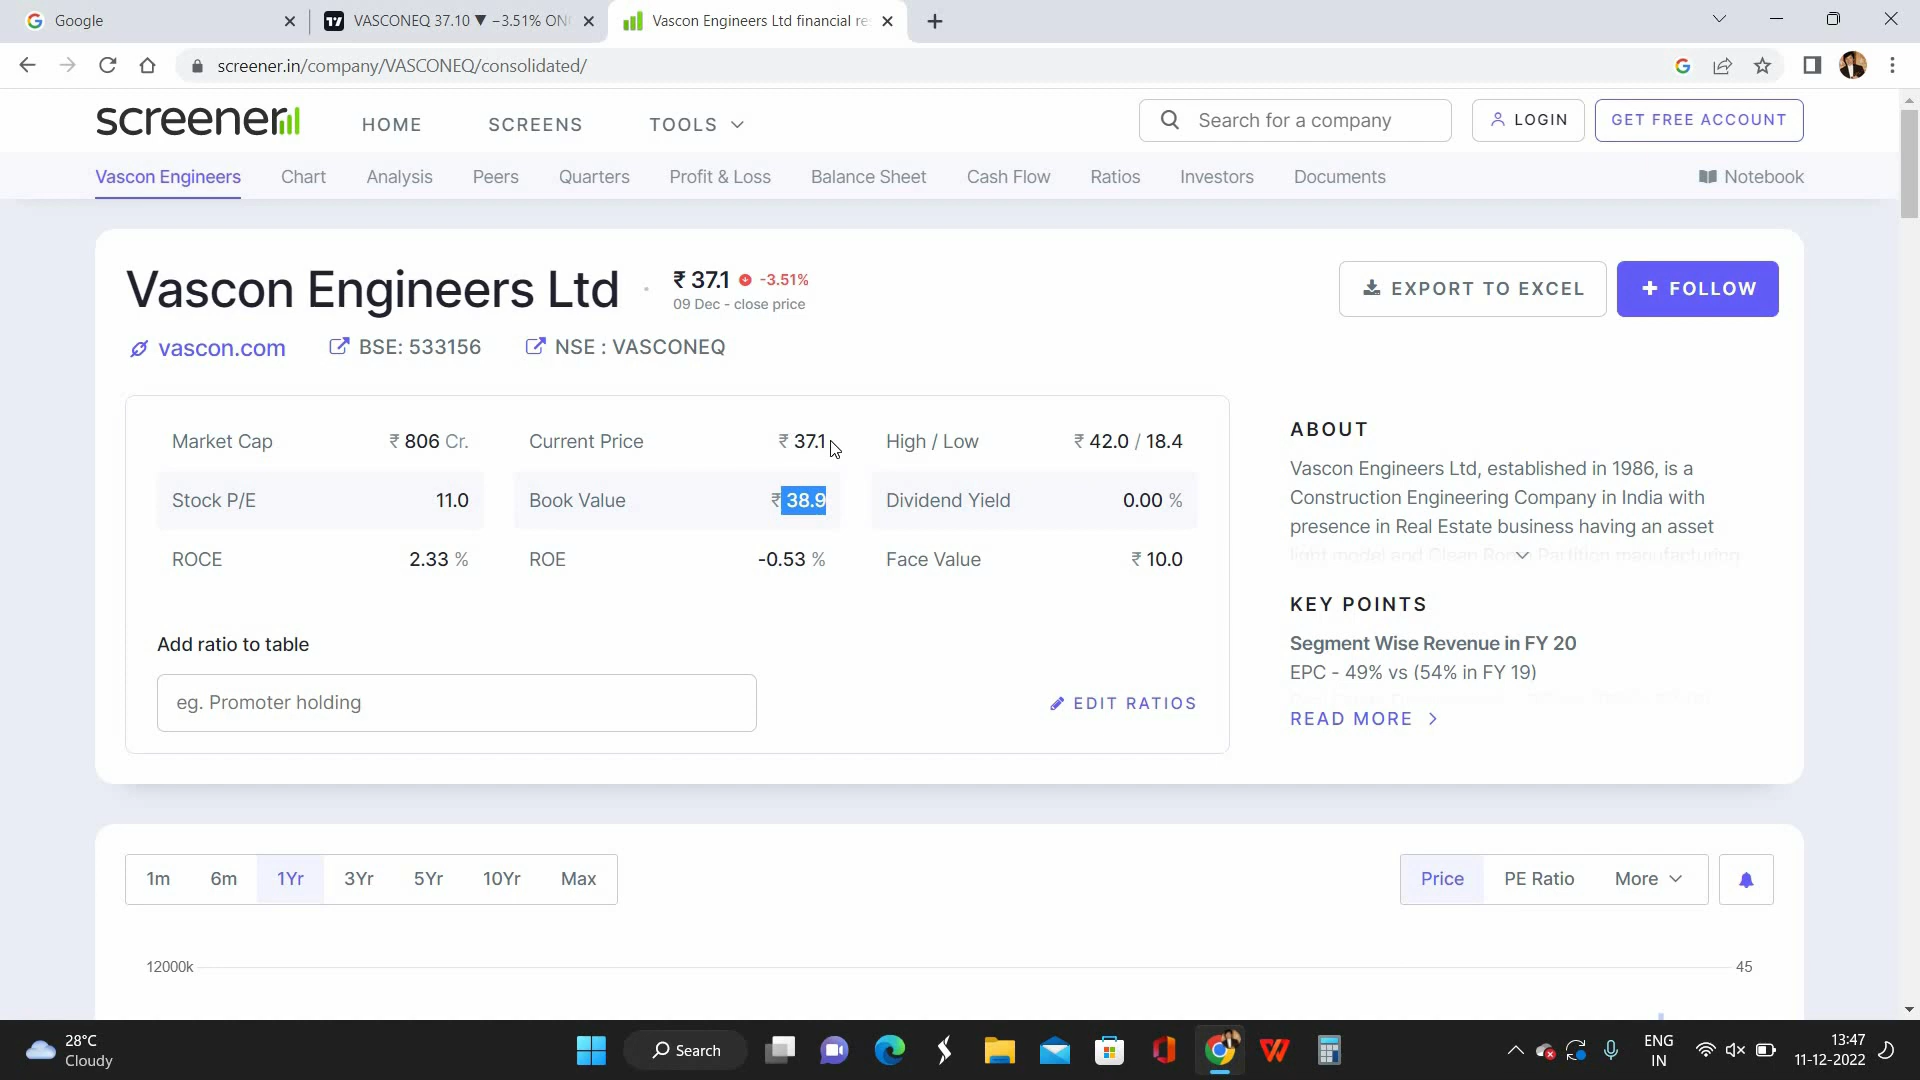 Google
VASCONEQ 37.10 ▼ −3.51% ON
Vascon Engineers Ltd financial re
screener.in/company/VASCONEQ/consolidated/
screener
HOME
SCREENS
TOOLS
Search for a company
LOGIN
GET FREE ACCOUNT
Vascon Engineers
Chart
Analysis
Peers
Quarters
Profit & Loss
Balance Sheet
Cash Flow
Ratios
Investors
Documents
Notebook
Vascon Engineers Ltd
₹ 37.1 -3.51%
09 Dec - close price
EXPORT TO EXCEL
+ FOLLOW
vascon.com
BSE: 533156
NSE : VASCONEQ
Market Cap ₹ 806 Cr.
Current Price ₹ 37.1
High / Low ₹ 42.0 / 18.4
Stock P/E 11.0
Book Value ₹ 38.9
Dividend Yield 0.00 %
ROCE 2.33 %
ROE -0.53 %
Face Value ₹ 10.0
Add ratio to table
eg. Promoter holding
EDIT RATIOS
ABOUT
Vascon Engineers Ltd, established in 1986, is a
Construction Engineering Company in India with
presence in Real Estate business having an asset
light model and Clean Room Partition manufacturing
KEY POINTS
Segment Wise Revenue in FY 20
EPC - 49% vs (54% in FY 19)
READ MORE
1m
6m
1Yr
3Yr
5Yr
10Yr
Max
Price
PE Ratio
More
12000k
45
28°C
Cloudy
Search
ENG
IN
13:47
11-12-2022